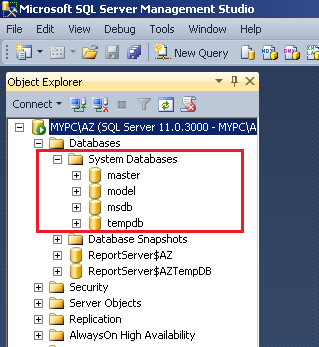 Microsoft SQL Server Management Studio
File Edit View Debug Tools Window Help
New Query
Object Explorer
Connect
MYPC\AZ (SQL Server 11.0.3000 - MYPC\A
Databases
System Databases
master
model
msdb
tempdb
Database Snapshots
ReportServer$AZ
ReportServer$AZTempDB
Security
Server Objects
Replication
AlwaysOn High Availability